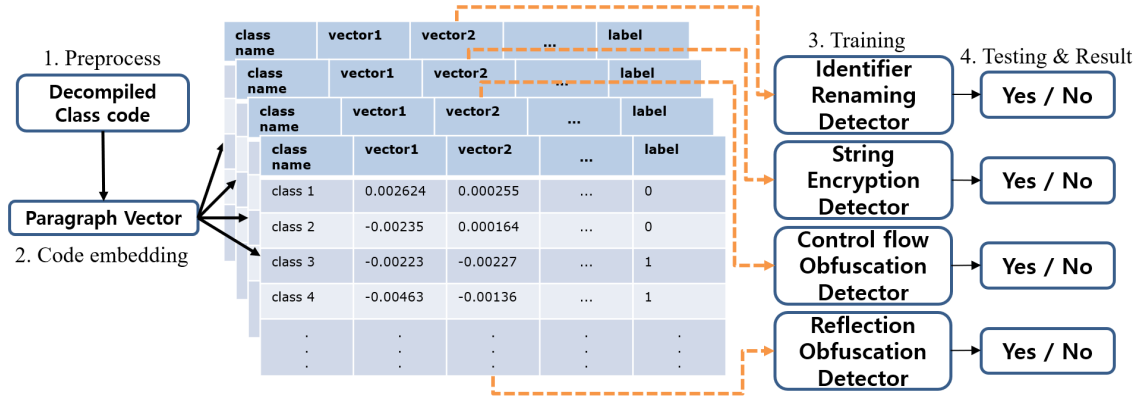 1. Preprocess
Decompiled
Class code
Paragraph Vector
2. Code embedding
class name vector1 vector2 ... label
class name vector1 vector2 ... label
class name vector1 vector2 ... label
class name vector1 vector2 ... label
class 1 0.002624 0.000255 ... 0
class 2 -0.00235 0.000164 ... 0
class 3 -0.00223 -0.00227 ... 1
class 4 -0.00463 -0.00136 ... 1
. . . . .
. . . . .
. . . . .
3. Training
Identifier
Renaming
Detector
String
Encryption
Detector
Control flow
Obfuscation
Detector
Reflection
Obfuscation
Detector
4. Testing & Result
Yes / No
Yes / No
Yes / No
Yes / No